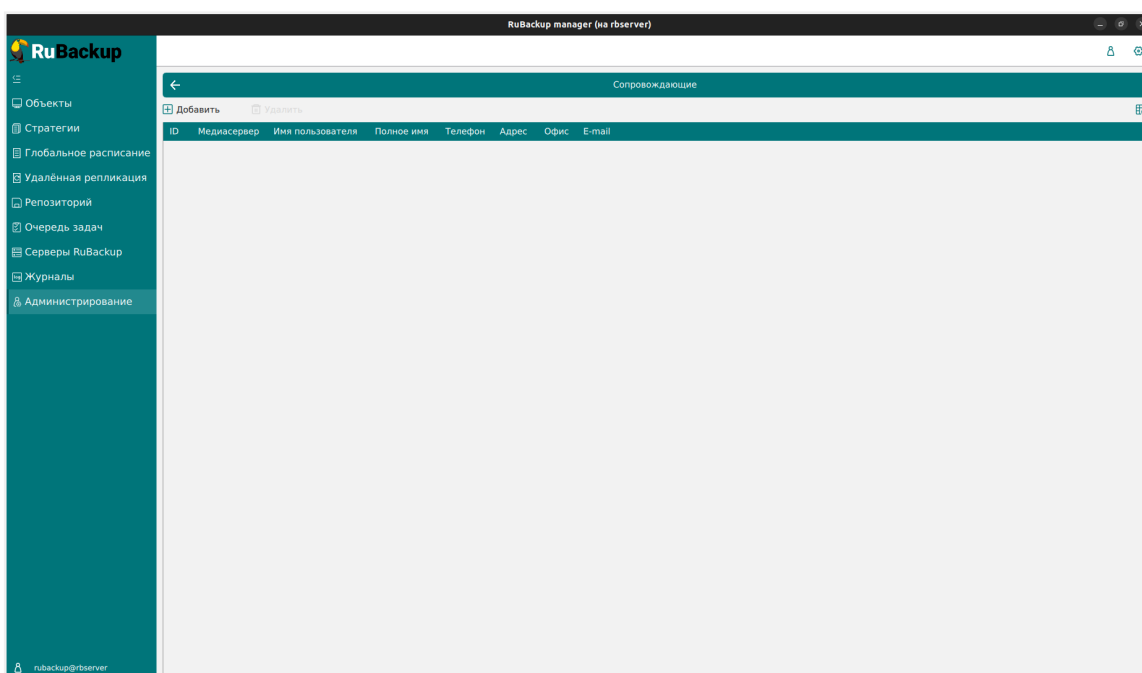 RuBackup manager (на rbserver)
RuBackup
Сопровождающие
Объекты
Добавить Удалить
Стратегии
ID Медиасервер Имя пользователя Полное имя Телефон Адрес Офис E-mail
Глобальное расписание
Удалённая репликация
Репозиторий
Очередь задач
Серверы RuBackup
Журналы
Администрирование
rubackup@rbserver